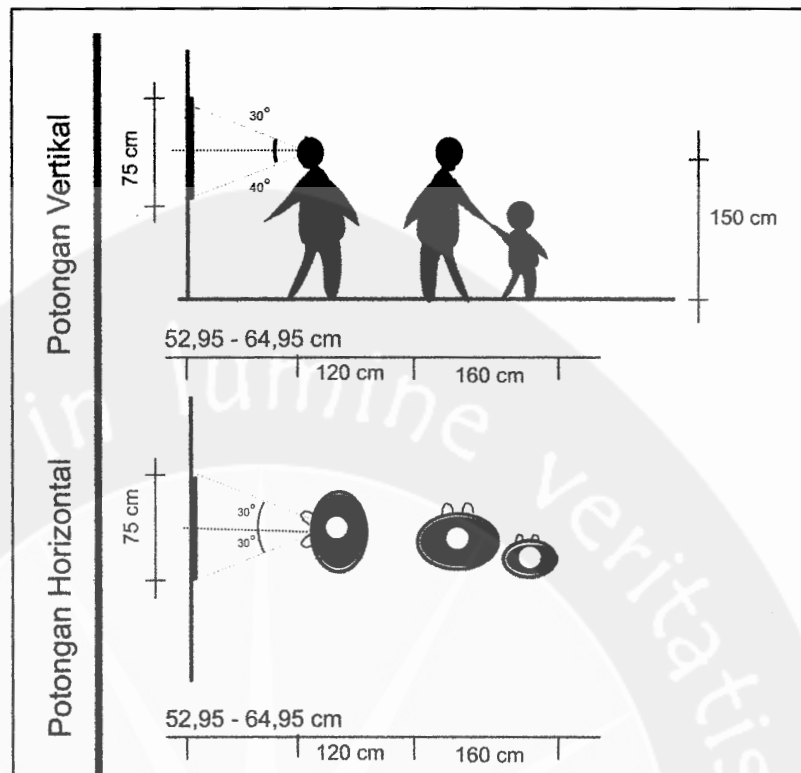 Potongan Vertikal
75 cm
30°
40°
150 cm
52,95 - 64,95 cm
120 cm
160 cm
in lumine veritatis
Potongan Horizontal
75 cm
30°
30°
52,95 - 64,95 cm
120 cm
160 cm